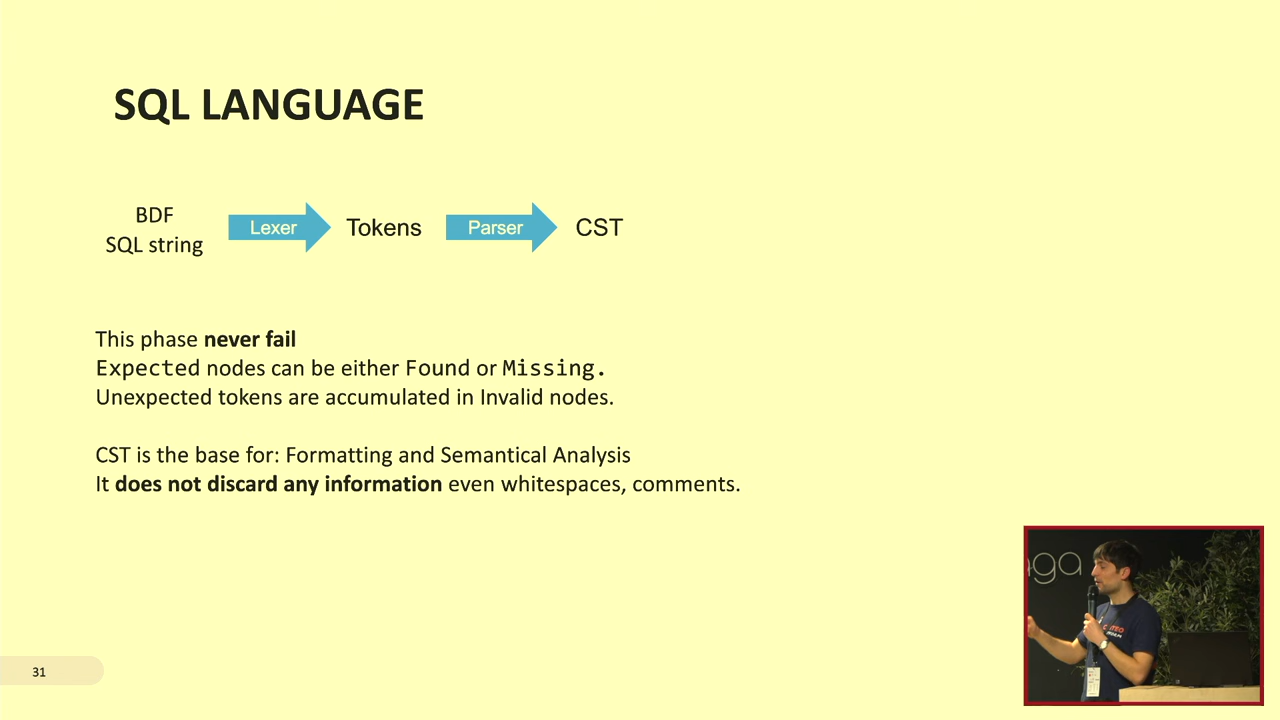 SQL LANGUAGE
BDF
SQL string
Lexer
Tokens
Parser
CST
This phase never fail
Expected nodes can be either Found or Missing.
Unexpected tokens are accumulated in Invalid nodes.
CST is the base for: Formatting and Semantical Analysis
It does not discard any information even whitespaces, comments.
31